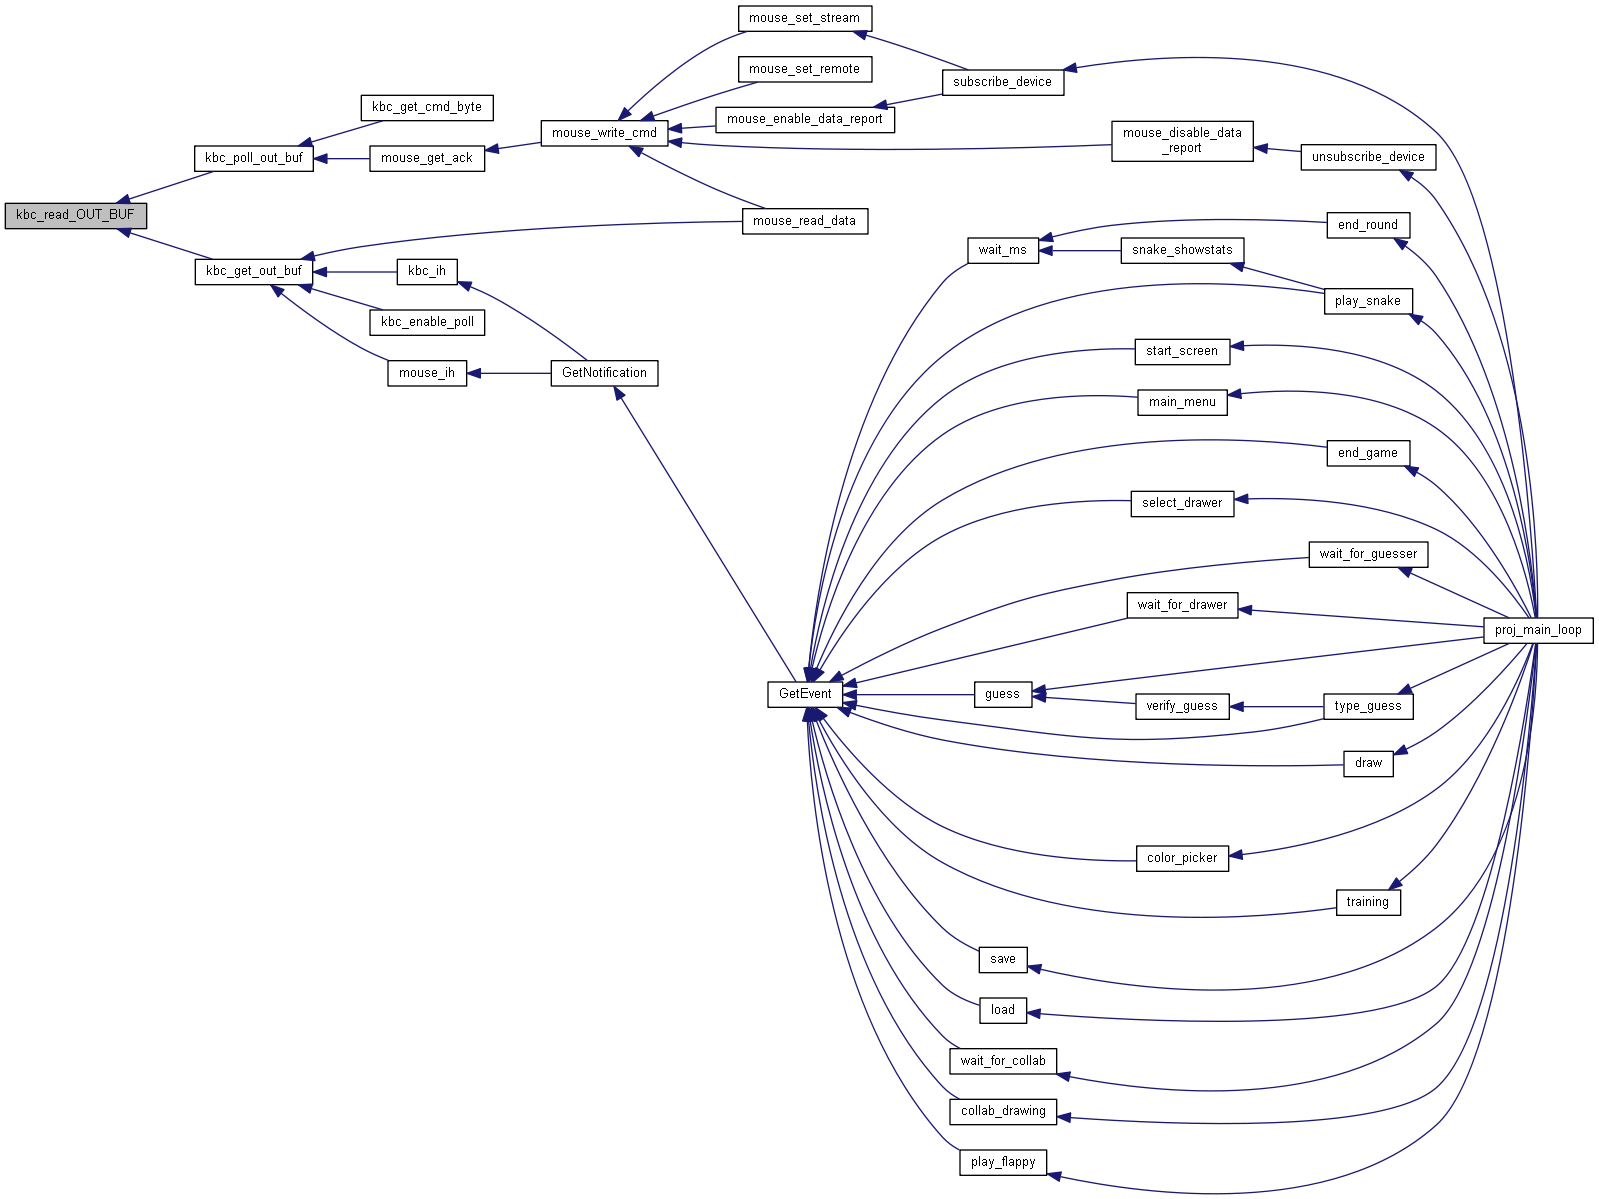 mouse_set_stream
mouse_set_remote
subscribe_device
kbc_get_cmd_byte
mouse_enable_data_report
mouse_write_cmd
mouse_disable_data
_report
kbc_poll_out_buf
mouse_get_ack
unsubscribe_device
kbc_read_OUT_BUF
mouse_read_data
end_round
wait_ms
snake_showstats
kbc_get_out_buf
kbc_ih
play_snake
kbc_enable_poll
start_screen
mouse_ih
GetNotification
main_menu
end_game
select_drawer
wait_for_guesser
wait_for_drawer
proj_main_loop
GetEvent
guess
verify_guess
type_guess
draw
color_picker
training
save
load
wait_for_collab
collab_drawing
play_flappy